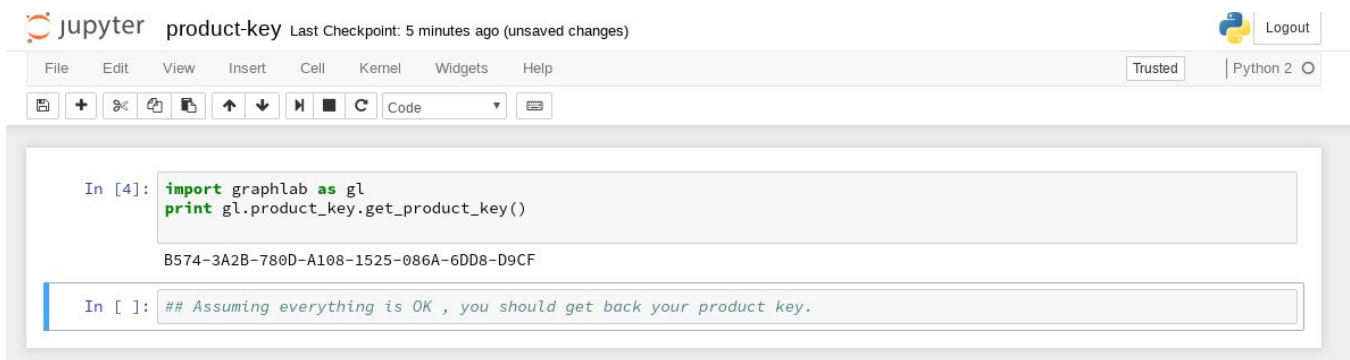 jupyter product-key Last Checkpoint: 5 minutes ago (unsaved changes) Logout
File Edit View Insert Cell Kernel Widgets Help Trusted Python 2
Code
In [4]: import graphlab as gl
print gl.product_key.get_product_key()
B574-3A2B-780D-A108-1525-086A-6DD8-D9CF
In [ ]: ## Assuming everything is OK , you should get back your product key.